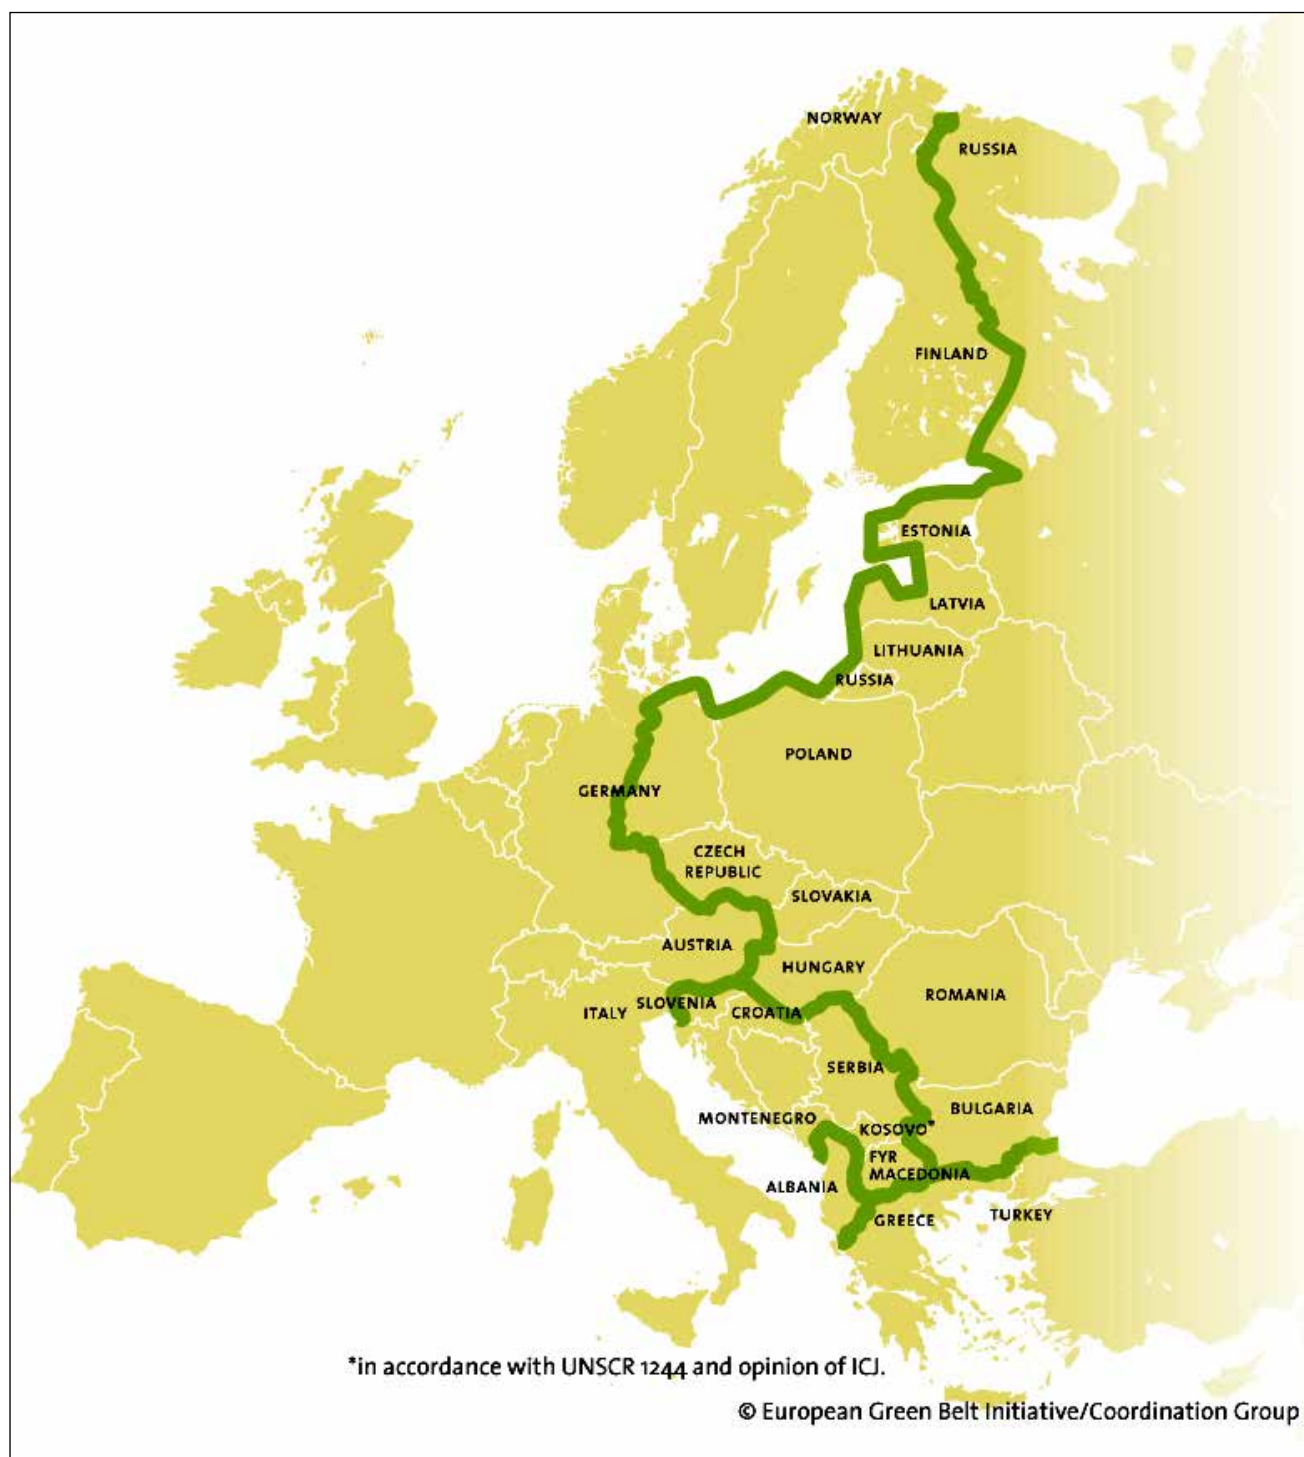 NORWAY
RUSSIA
FINLAND
ESTONIA
LATVIA
LITHUANIA
RUSSIA
POLAND
GERMANY
CZECH
REPUBLIC
SLOVAKIA
AUSTRIA
HUNGARY
ROMANIA
SLOVENIA
ITALY
CROATIA
SERBIA
BULGARIA
MONTENEGRO
KOSOVO*
FYR
MACEDONIA
ALBANIA
GREECE
TURKEY
*in accordance with UNSCR 1244 and opinion of ICJ.
© European Green Belt Initiative/Coordination Group